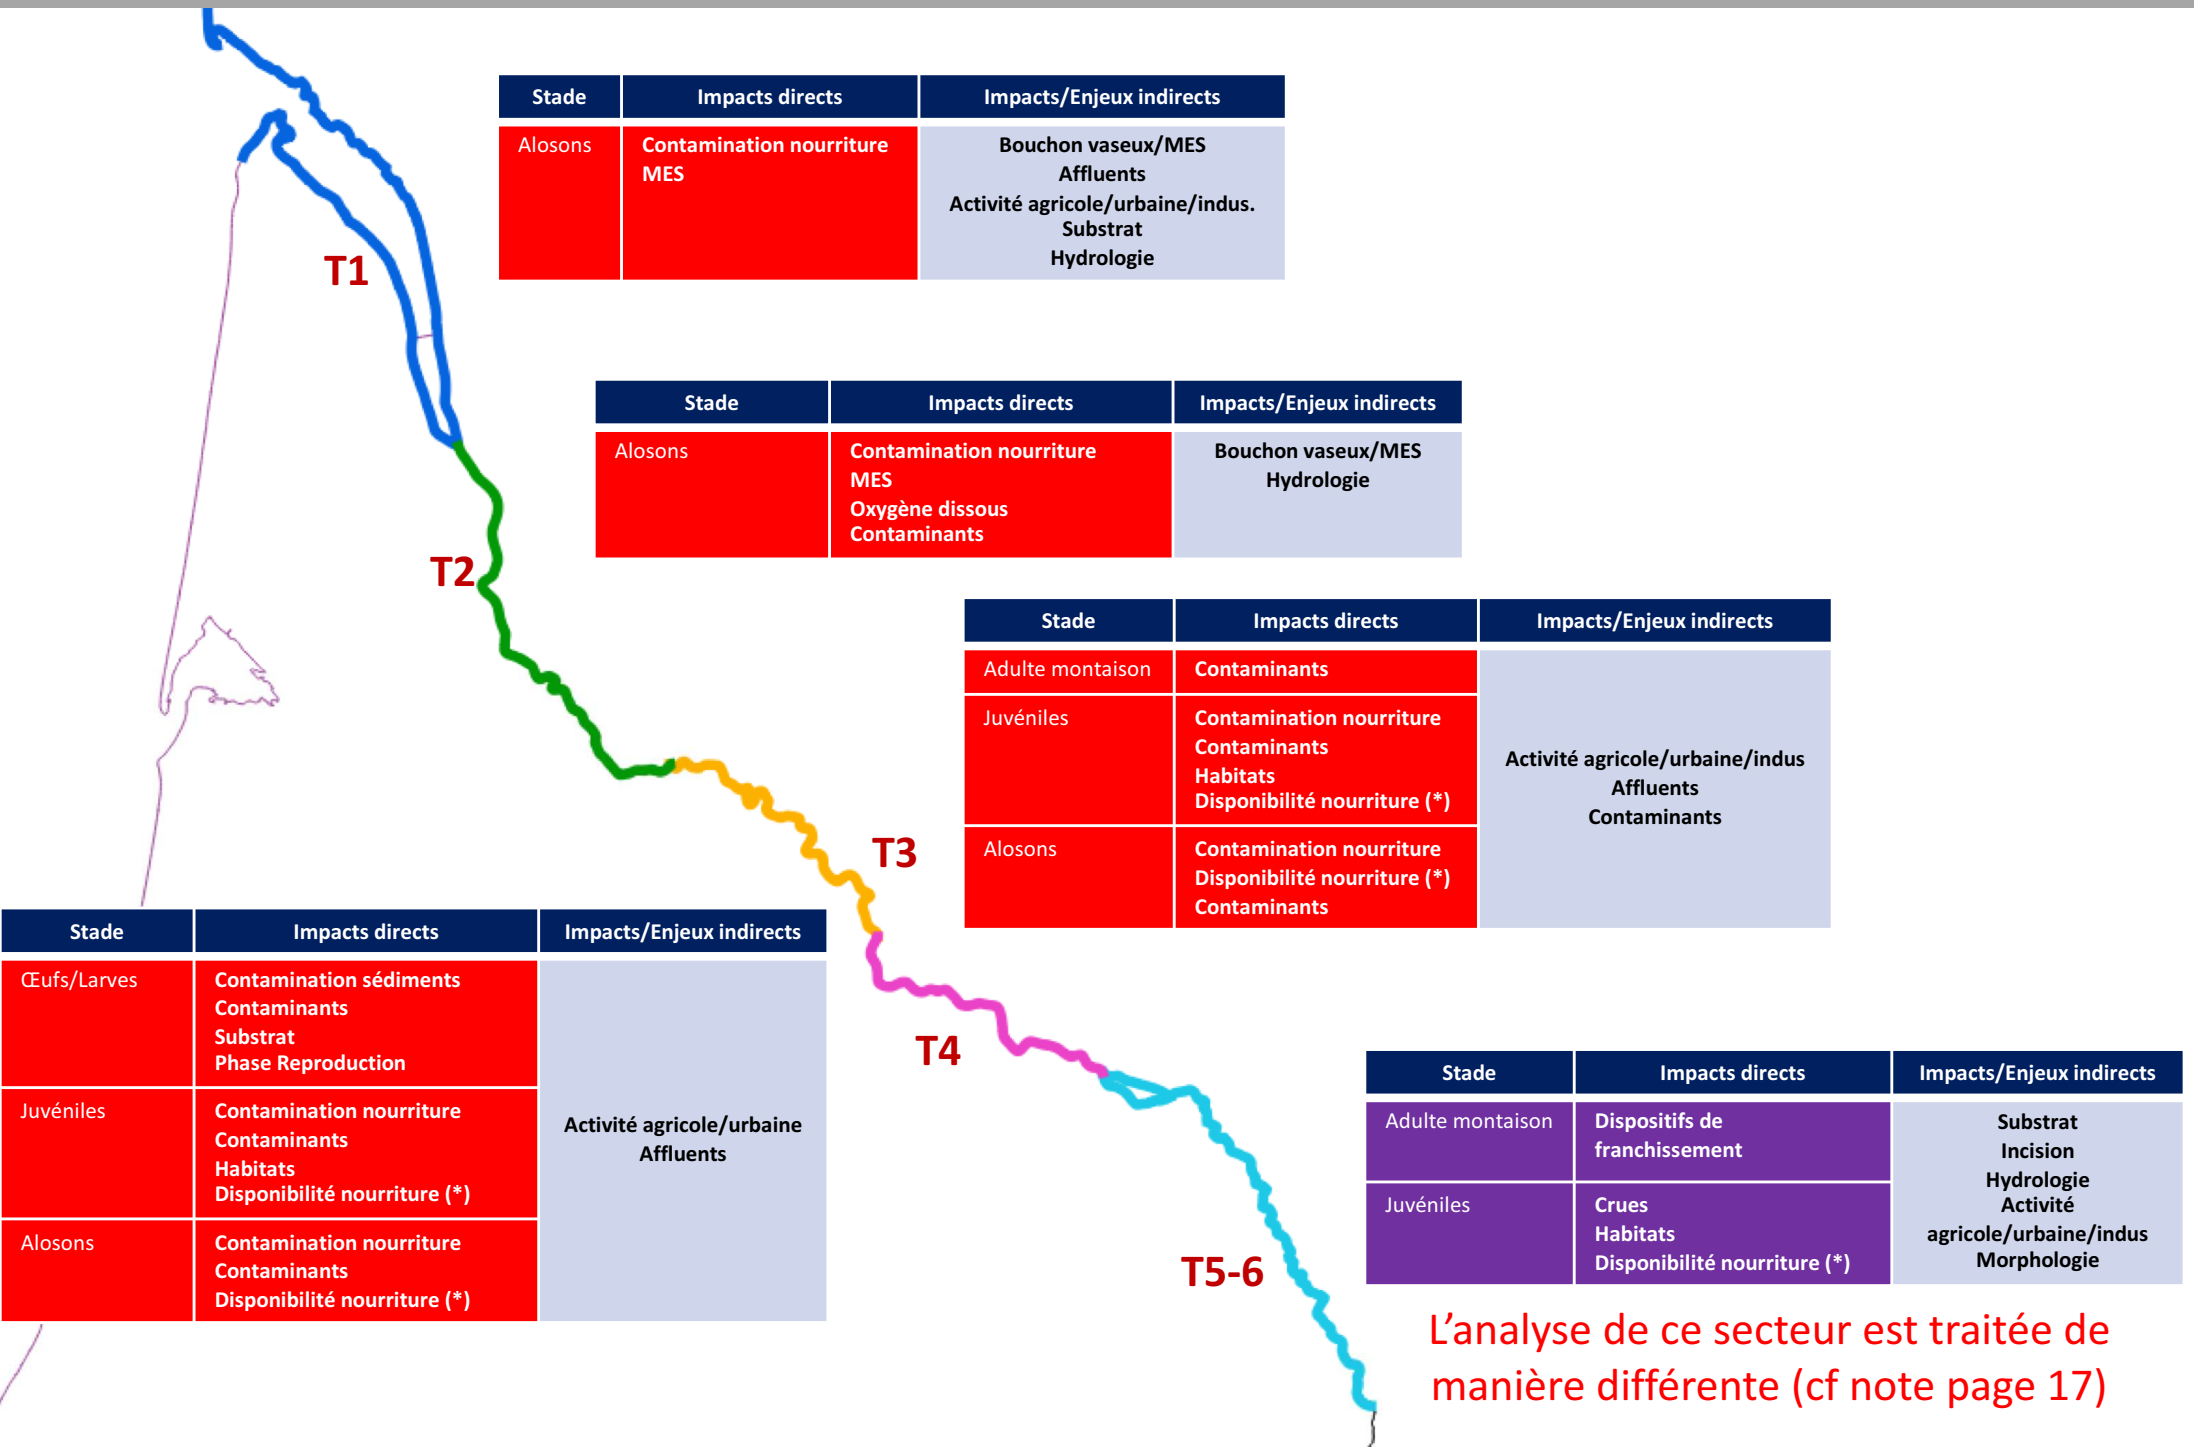 Stade Impacts directs Impacts/Enjeux indirects
Alosons
Contamination nourriture
MES
Bouchon vaseux/MES
Affluents
Activité agricole/urbaine/indus.
Substrat
Hydrologie
T1
Stade Impacts directs Impacts/Enjeux indirects
Alosons
Contamination nourriture
MES
Oxygène dissous
Contaminants
Bouchon vaseux/MES
Hydrologie
T2
Stade Impacts directs Impacts/Enjeux indirects
Adulte montaison
Contaminants
Juvéniles
Contamination nourriture
Contaminants
Habitats
Disponibilité nourriture (*)
Alosons
Contamination nourriture
Disponibilité nourriture (*)
Contaminants
Activité agricole/urbaine/indus
Affluents
Contaminants
T3
Stade Impacts directs Impacts/Enjeux indirects
Œufs/Larves
Contamination sédiments
Contaminants
Substrat
Phase Reproduction
Juvéniles
Contamination nourriture
Contaminants
Habitats
Disponibilité nourriture (*)
Alosons
Contamination nourriture
Contaminants
Disponibilité nourriture (*)
Activité agricole/urbaine
Affluents
T4
Stade Impacts directs Impacts/Enjeux indirects
Adulte montaison
Dispositifs de
franchissement
Juvéniles
Crues
Habitats
Disponibilité nourriture (*)
Substrat
Incision
Hydrologie
Activité
agricole/urbaine/indus
Morphologie
T5-6
L’analyse de ce secteur est traitée de
manière différente (cf note page 17)